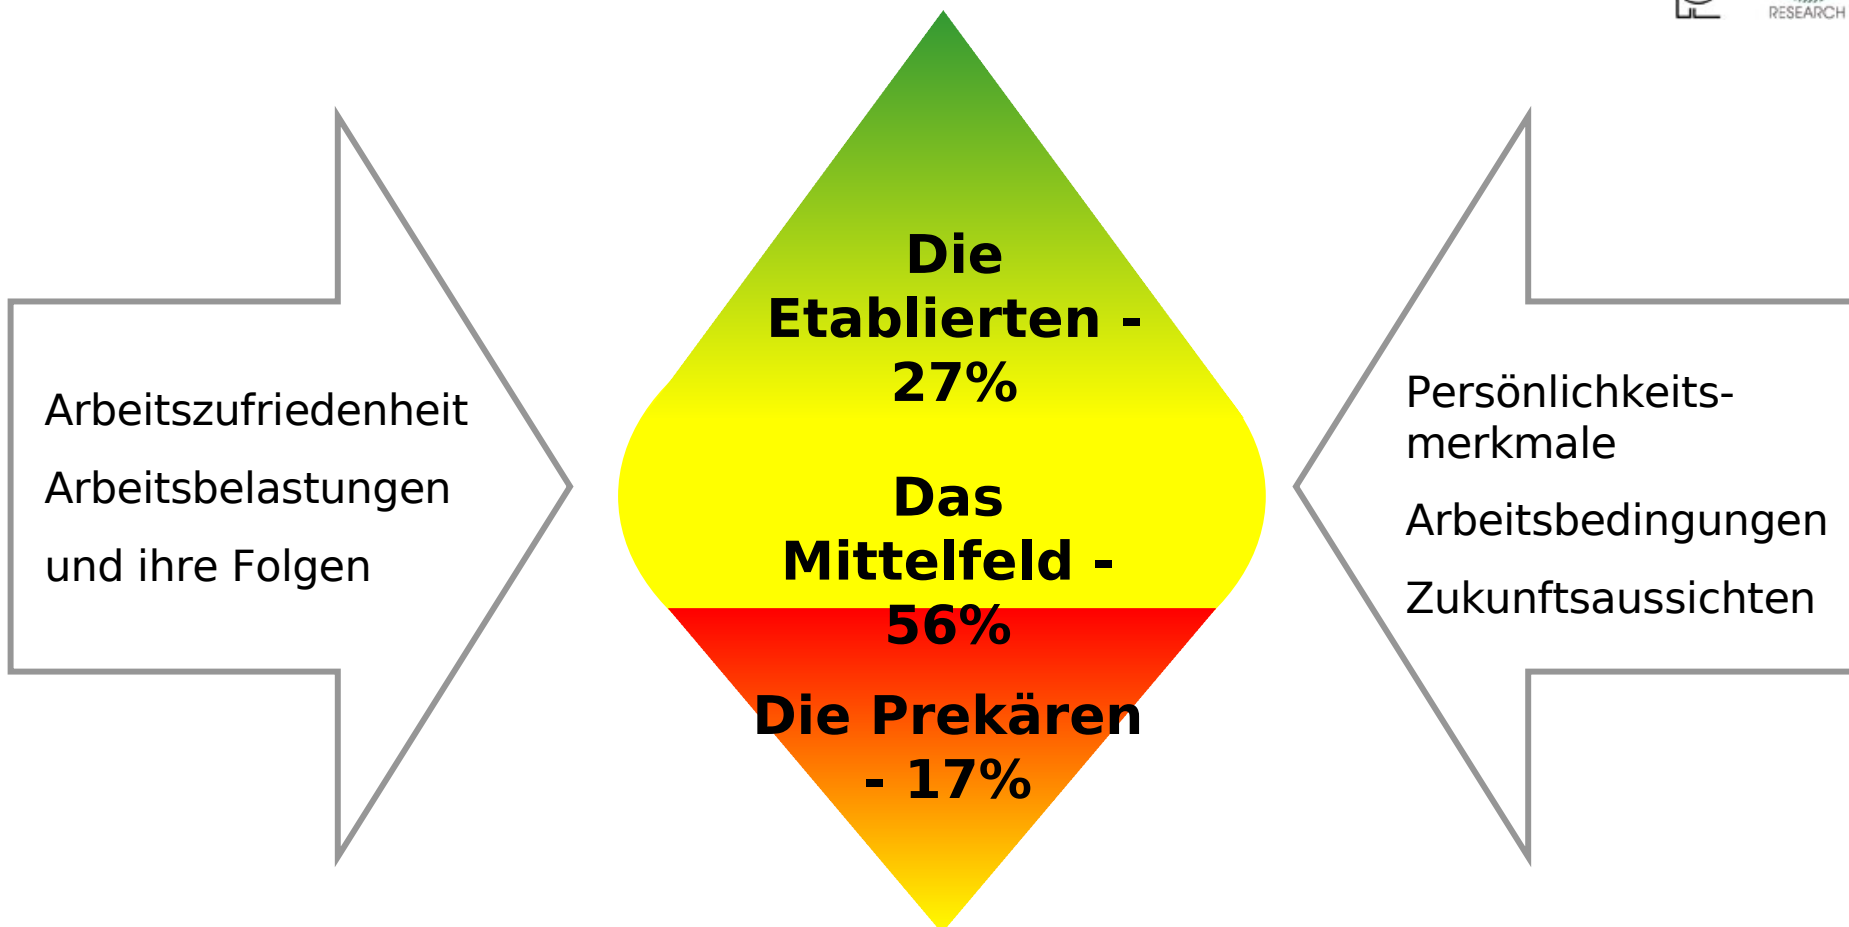 RESEARCH
Arbeitszufriedenheit
Arbeitsbelastungen
und ihre Folgen
Die
Etablierten -
27%
Das
Mittelfeld -
56%
Die Prekären
- 17%
Persönlichkeits-
merkmale
Arbeitsbedingungen
Zukunftsaussichten